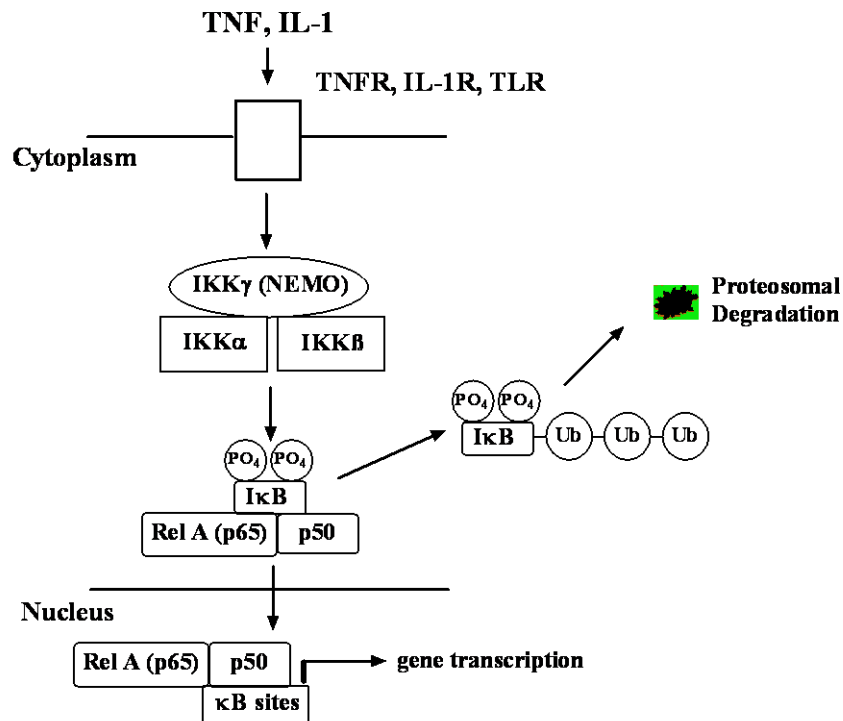 TNF, IL-1
TNFR, IL-1R, TLR
Cytoplasm
IKKγ (NEMO)
IKKα
IKKß
Proteosomal
Degradation
PO₄
PO₄
IκB
Ub
Ub
Ub
PO₄
PO₄
IκB
Rel A (p65)
p50
Nucleus
Rel A (p65)
p50
gene transcription
κB sites